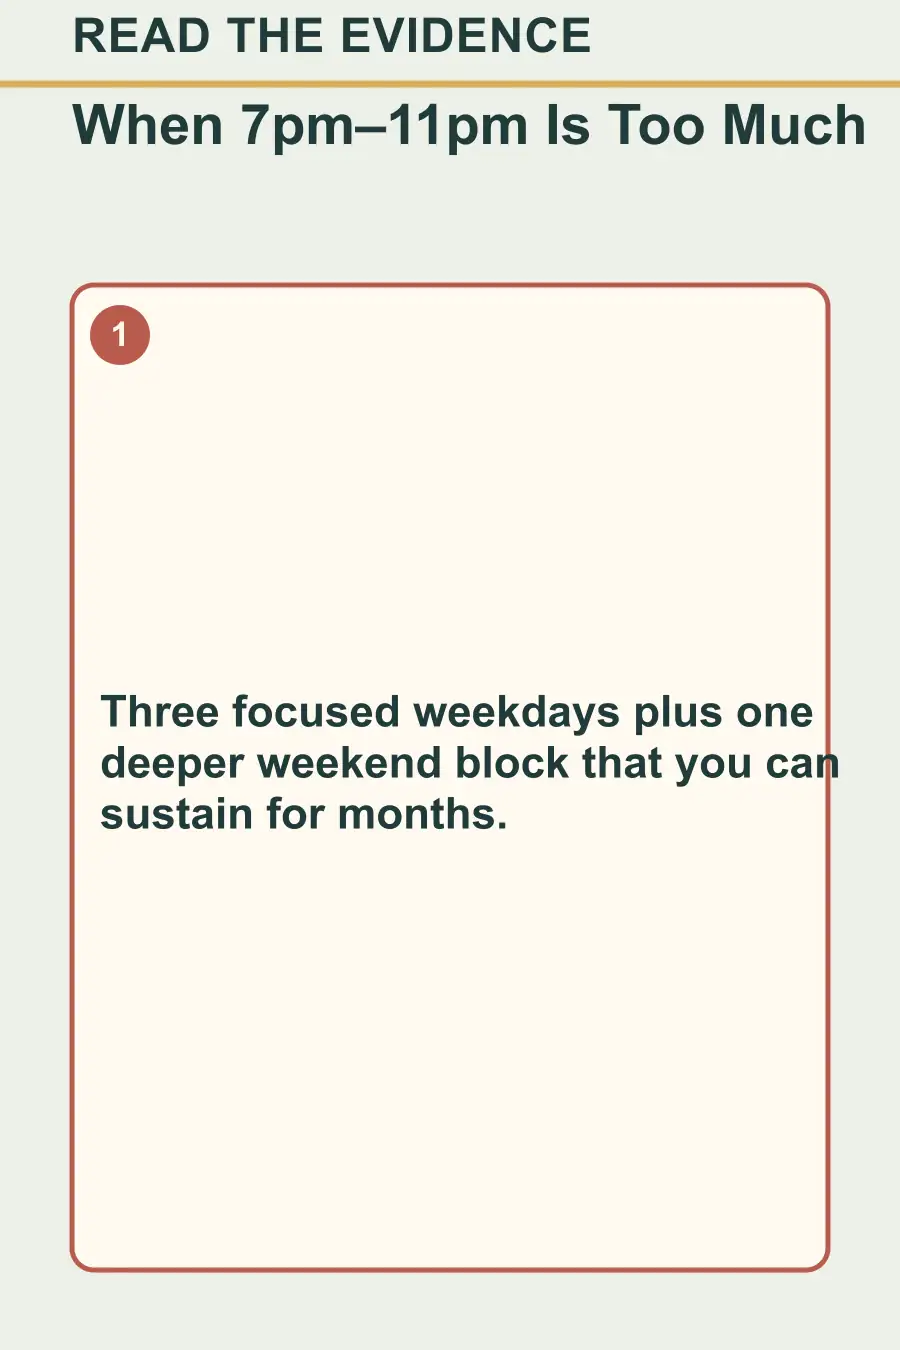 READ THE EVIDENCE
When 7pm–11pm Is Too Much
1
Three focused weekdays plus one
deeper weekend block that you can
sustain for months.